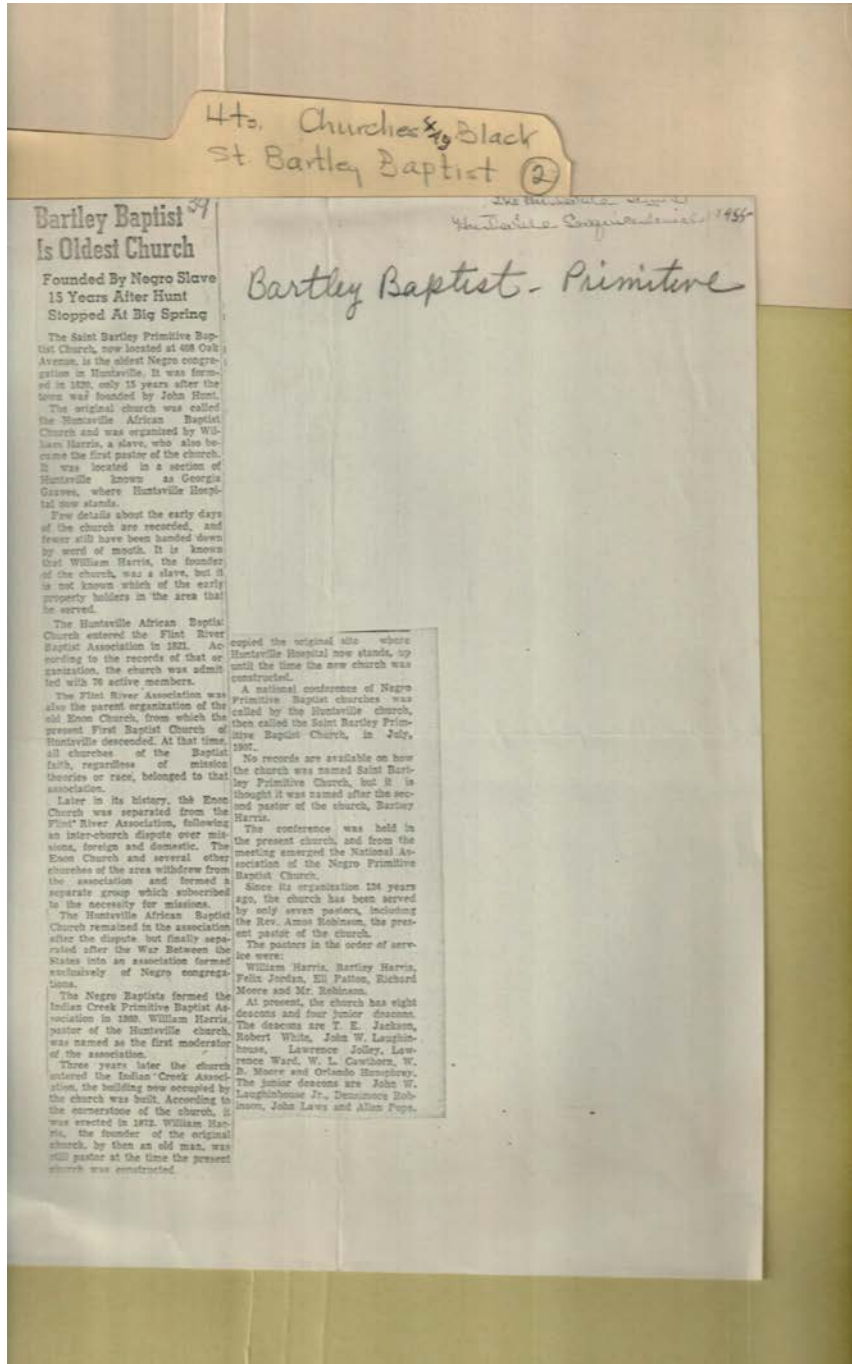 Hts. Churches Black
St. Bartley Baptist 2
Bartley Baptist
Is Oldest Church
39
Huntsville 1955
Bartley Baptist - Primitive
Founded By Negro Slave
15 Years After Hunt
Stopped At Big Spring
The Saint Bartley Primitive Bap-
tist Church, now located at 408 Oak
Avenue, is the oldest Negro congre-
gation in Huntsville. It was form-
ed in 1820, only 15 years after the
town was founded by John Hunt.
The original church was called
the Huntsville African Baptist
Church and was organized by Wil-
liam Harris, a slave, who also be-
came the first pastor of the church.
It was located in a section of
Huntsville known as Georgia
Graves, where Huntsville Hospi-
tal now stands.
Few details about the early days
of the church are recorded, and
fewer still have been handed down
by word of mouth. It is known
that William Harris, the founder
of the church, was a slave, but it
is not known which of the early
property holders in the area that
he served.
The Huntsville African Baptist
Church entered the Flint River
Baptist Association in 1821. Ac-
cording to the records of that or-
ganization, the church was admit-
ted with 76 active members.
The Flint River Association was
also the parent organization of the
old Enon Church, from which the
present First Baptist Church of
Huntsville descended. At that time,
all churches of the Baptist
faith, regardless of mission
theories or race, belonged to that
association.
Later in its history, the Enon
Church was separated from the
Flint River Association, following
an inter-church dispute over mis-
sions, foreign and domestic. The
Enon Church and several other
churches of the area withdrew from
the association and formed a
separate group which subscribed
to the necessity for missions.
The Huntsville African Baptist
Church remained in the association
after the dispute but finally sepa-
rated after the War Between the
States into an association formed
exclusively of Negro congrega-
tions.
The Negro Baptists formed the
Indian Creek Primitive Baptist As-
sociation in 1869. William Harris,
pastor of the Huntsville church,
was named as the first moderator
of the association.
Three years later the church
entered the Indian Creek Associ-
ation, the building now occupied by
the church was built. According to
the cornerstone of the church, it
was erected in 1872. William Har-
ris, the founder of the original
church, by then an old man, was
still pastor at the time the present
church was constructed.
cupied the original site where
Huntsville Hospital now stands, up
until the time the new church was
constructed.
A national conference of Negro
Primitive Baptist churches was
called by the Huntsville church,
then called the Saint Bartley Prim-
itive Baptist Church, in July,
1907.
No records are available on how
the church was named Saint Bart-
ley Primitive Church, but it is
thought it was named after the sec-
ond pastor of the church, Bartley
Harris.
The conference was held in
the present church, and from the
meeting emerged the National As-
sociation of the Negro Primitive
Baptist Church.
Since its organization 134 years
ago, the church has been served
by only seven pastors, including
the Rev. Amos Robinson, the pres-
ent pastor of the church.
The pastors in the order of serv-
ice were:
William Harris, Bartley Harris,
Felix Jordan, Eli Patton, Richard
Moore and Mr. Robinson.
At present, the church has eight
deacons and four junior deacons.
The deacons are T. E. Jackson,
Robert White, John W. Laughin-
house, Lawrence Jolley, Law-
rence Ward, W. L. Cawthorn, W.
B. Moore and Orlando Humphrey.
The junior deacons are John W.
Laughinhouse Jr., Densimore Rob-
inson, John Laws and Allen Pope.